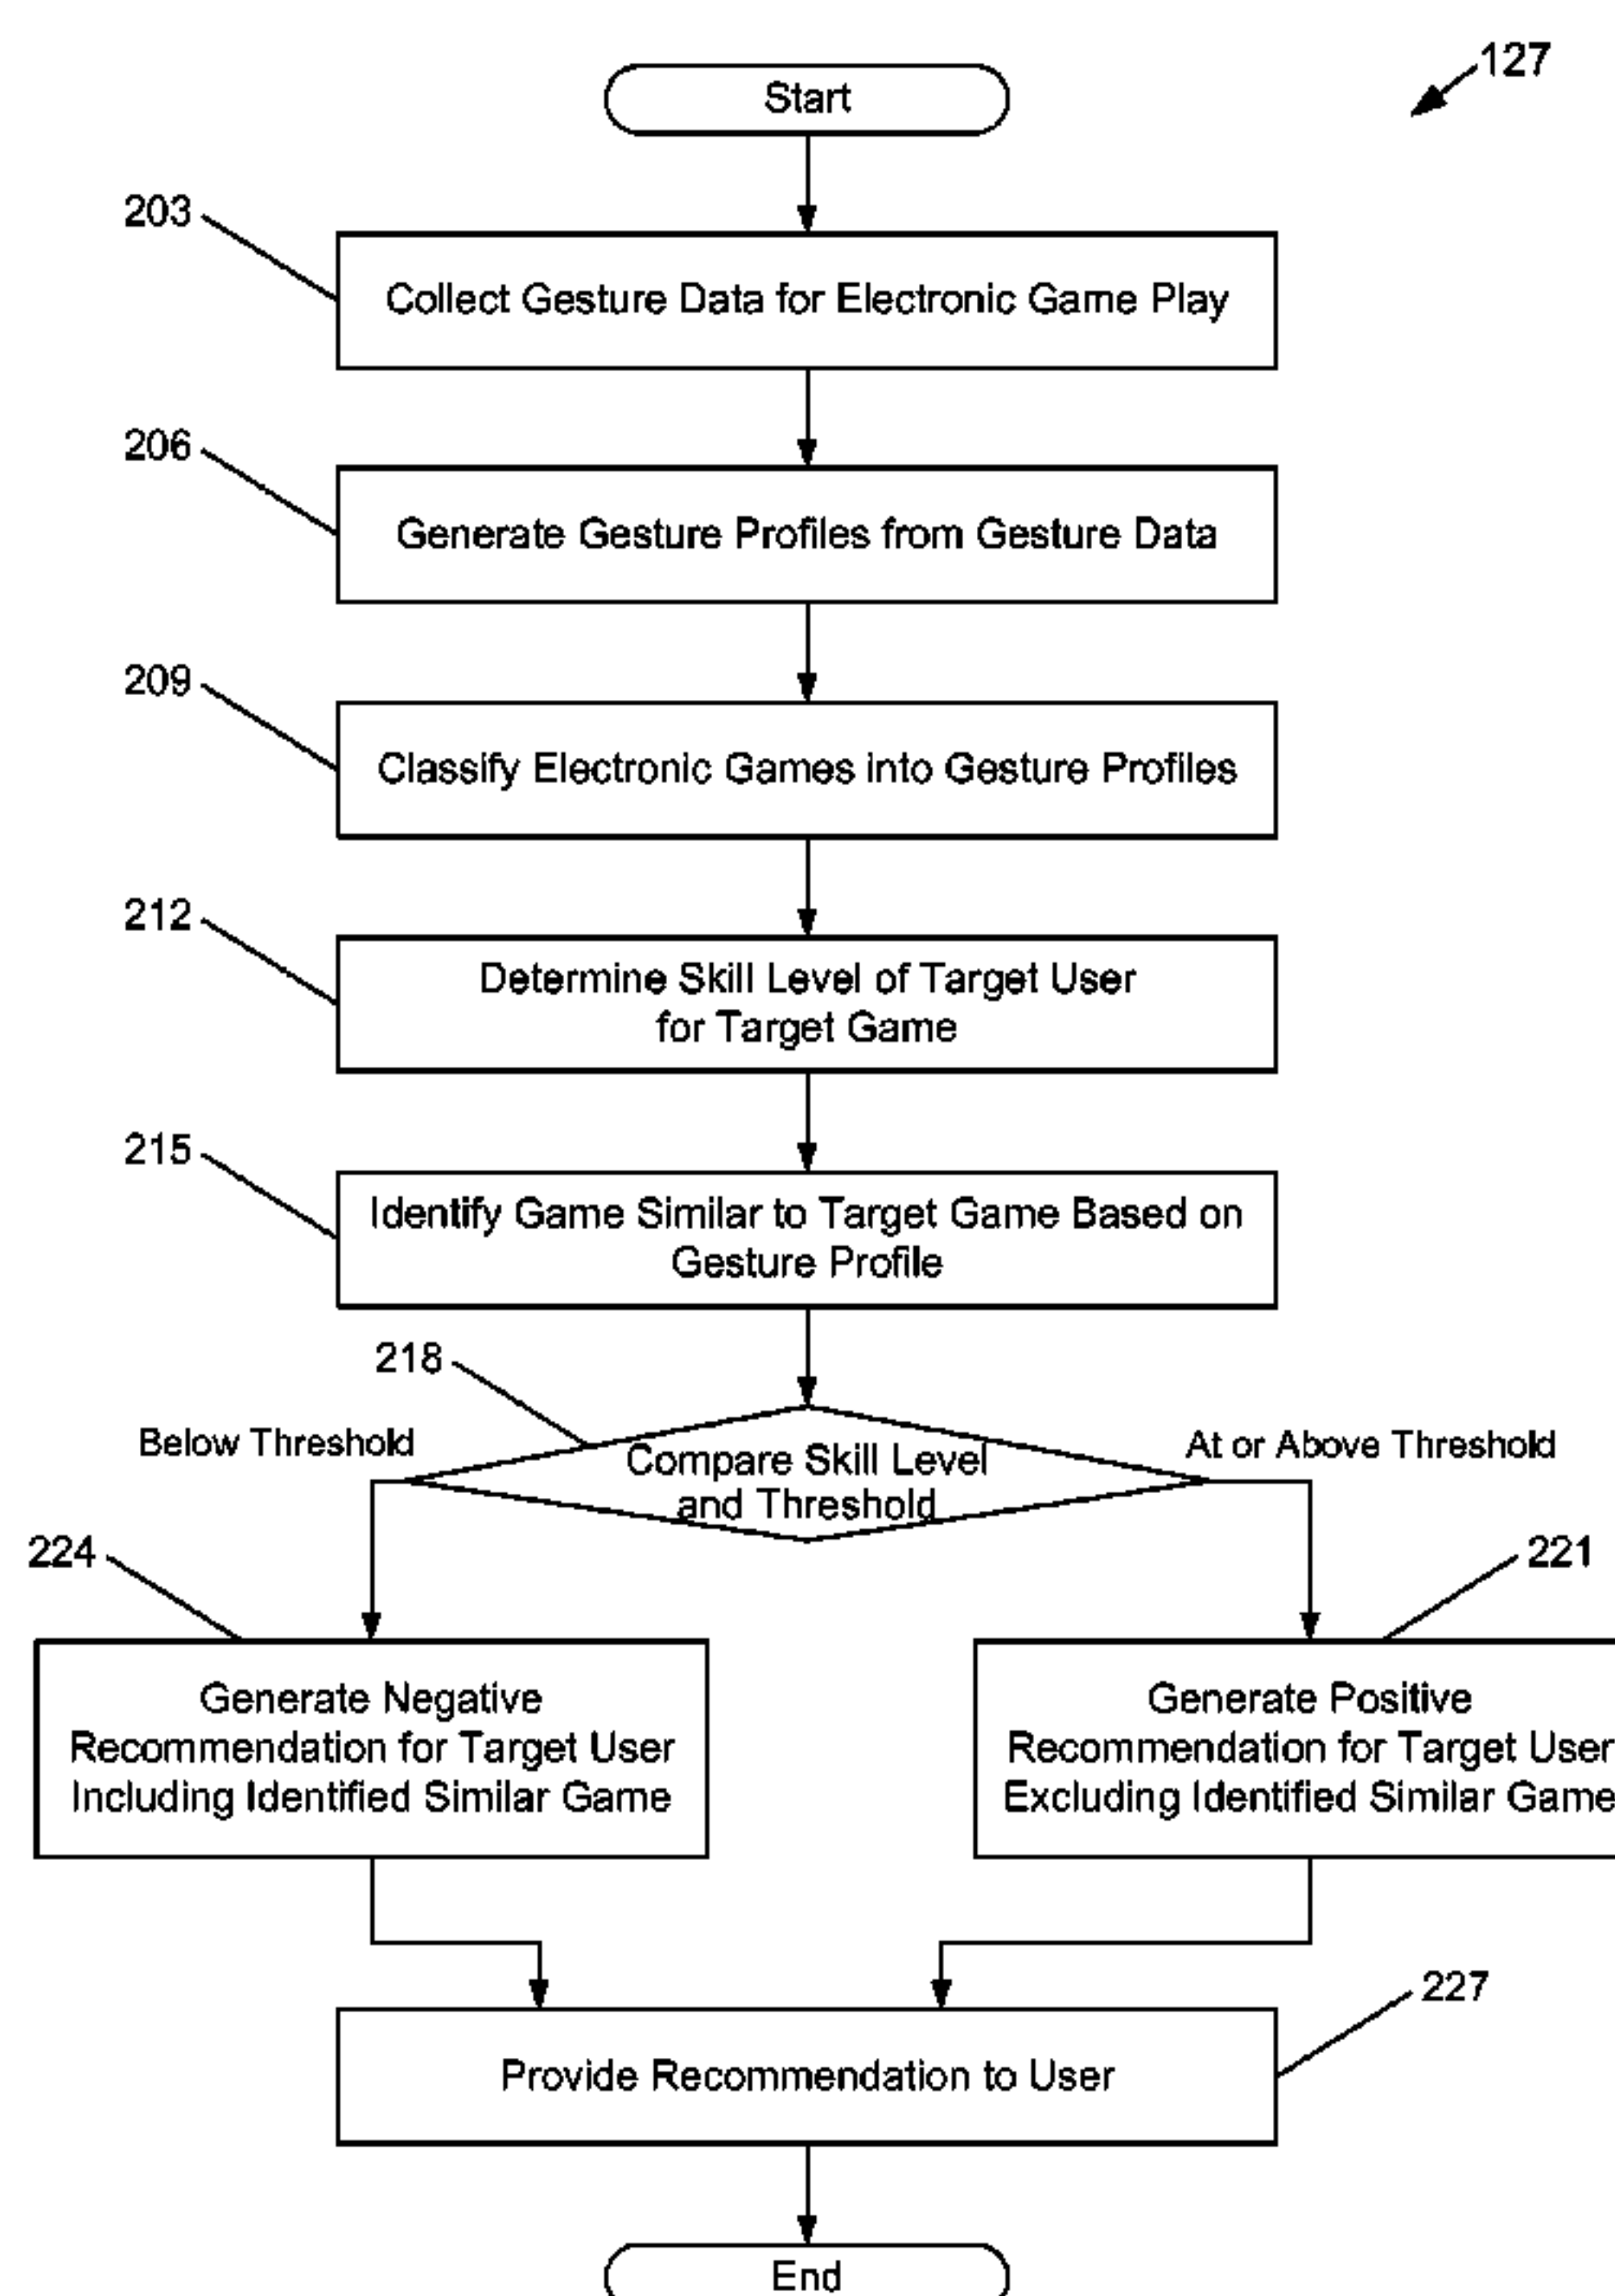 127
Start
203
Collect Gesture Data for Electronic Game Play
206
Generate Gesture Profiles from Gesture Data
209
Classify Electronic Games into Gesture Profiles
212
Determine Skill Level of Target User
for Target Game
215
Identify Game Similar to Target Game Based on
Gesture Profile
218
Below Threshold
At or Above Threshold
Compare Skill Level
and Threshold
224
221
Generate Negative
Recommendation for Target User
Including Identified Similar Game
Generate Positive
Recommendation for Target User
Excluding Identified Similar Game
227
Provide Recommendation to User
End